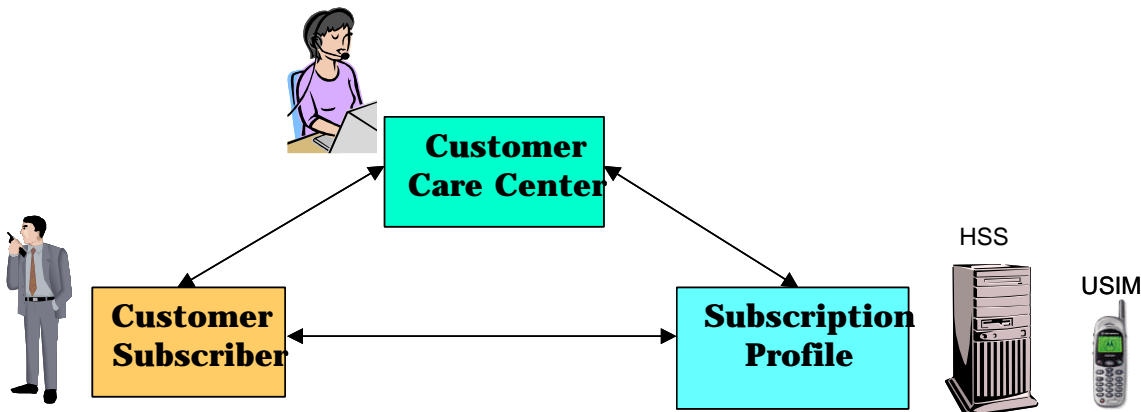 Customer
Care Center
HSS
USIM
Customer
Subscriber
Subscription
Profile